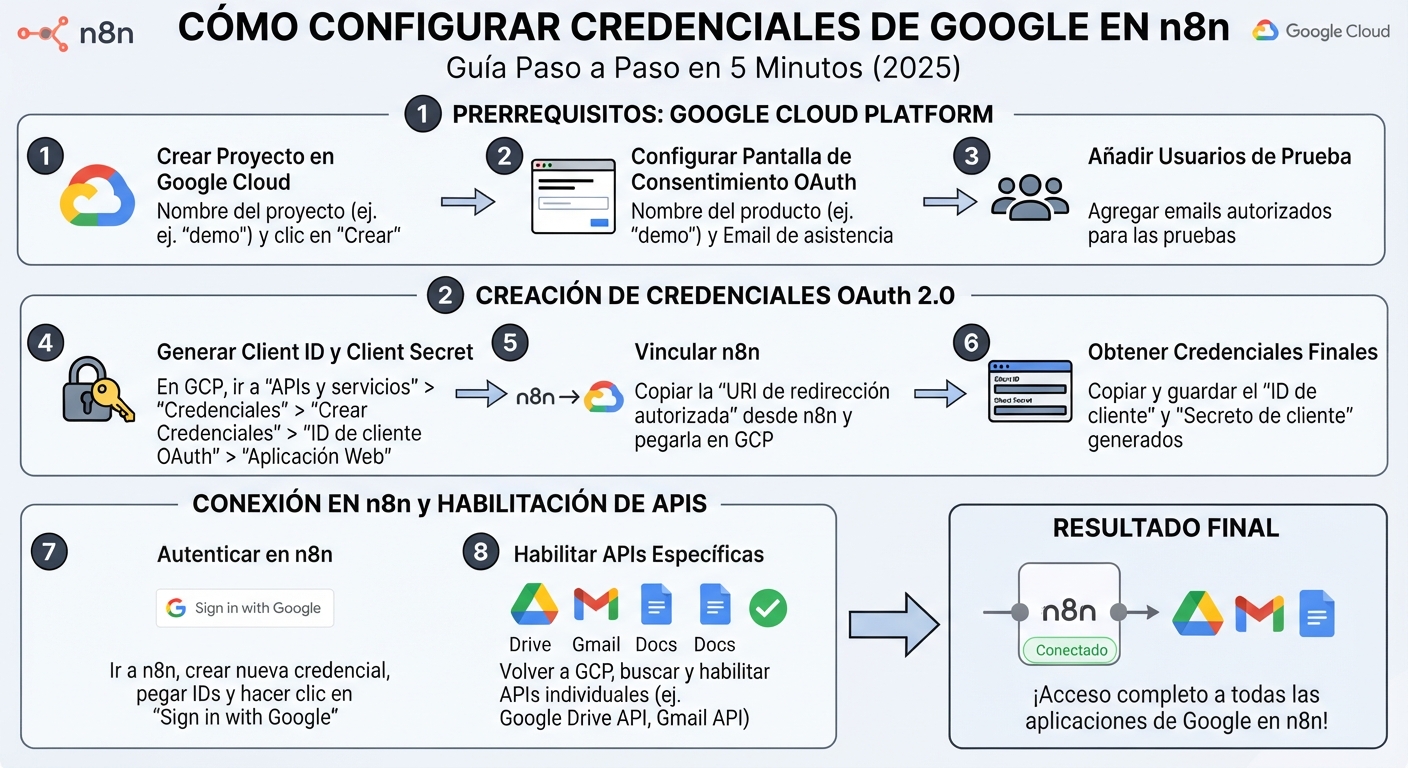 n8n
CÓMO CONFIGURAR CREDENCIALES DE GOOGLE EN n8n
Google Cloud
Guía Paso a Paso en 5 Minutos (2025)
1 PRERREQUISITOS: GOOGLE CLOUD PLATFORM
1
Crear Proyecto en
Google Cloud
Nombre del proyecto (ej.
ej. “demo") y clic en “Crear“
2
Configurar Pantalla de
Consentimiento OAuth
Nombre del producto (ej.
“demo”) y Email de asistencia
3
Añadir Usuarios de Prueba
Agregar emails autorizados
para las pruebas
2 CREACIÓN DE CREDENCIALES OAuth 2.0
4
Generar Client ID y Client Secret
En GCP, ir a “APIs y servicios” >
“Credenciales” > “Crear
Credenciales” > “ID de cliente
OAuth” > “Aplicación Web”
5
Vincular n8n
n8n→
Copiar la “URI de redirección
autorizada” desde n8n y
pegarla en GCP
6
Obtener Credenciales Finales
Copiar y guardar el “ID de
cliente” y “Secreto de cliente”
generados
CONEXIÓN EN n8n y HABILITACIÓN DE APIS
7
Autenticar en n8n
Sign in with Google
Ir a n8n, crear nueva credencial,
pegar IDs y hacer clic en
“Sign in with Google“
8
Habilitar APIs Específicas
Drive Gmail Docs Docs
Volver a GCP, buscar y habilitar
APIs individuales (ej.
Google Drive API, Gmail API)
RESULTADO FINAL
n8n
Conectado
¡Acceso completo a todas las
aplicaciones de Google en n8n!